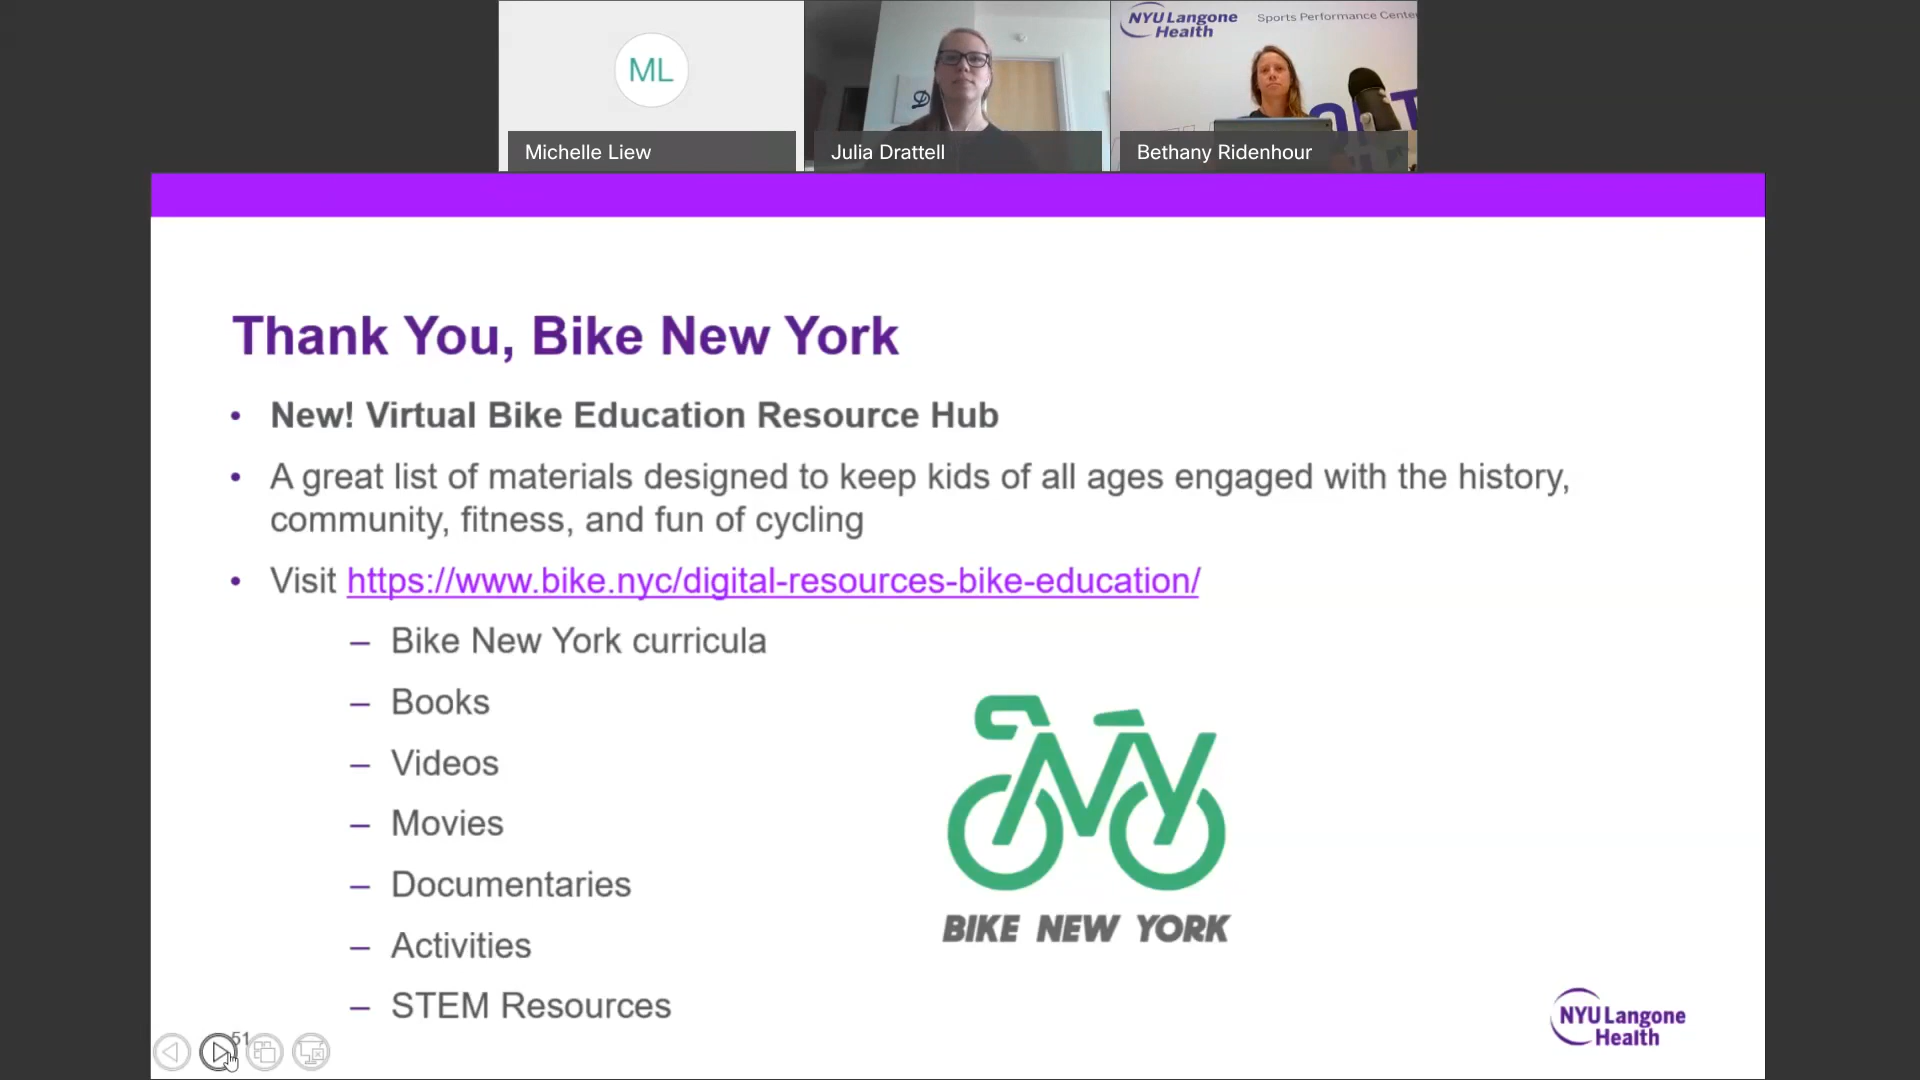 NYU Langone
Health
Sports Performance Cente
ML
Michelle Liew
Julia Drattell
Bethany Ridenhour
Thank You, Bike New York
• New! Virtual Bike Education Resource Hub
• A great list of materials designed to keep kids of all ages engaged with the history,
community, fitness, and fun of cycling
• Visit https://www.bike.nyc/digital-resources-bike-education/
– Bike New York curricula
– Books
– Videos
– Movies
– Documentaries
– Activities
– STEM Resources
BIKE NEW YORK
51
NYU Langone
Health